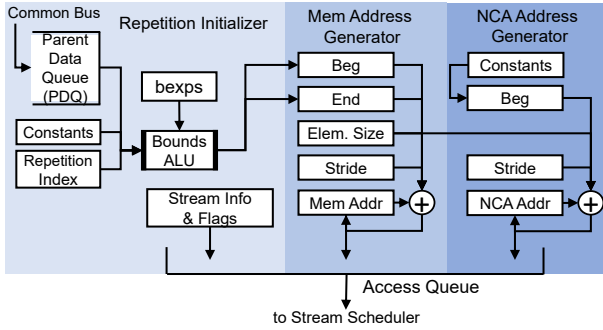 Common Bus
Repetition Initializer
Mem Address
Generator
NCA Address
Generator
Parent
Data
Queue
(PDQ)
bexps
Beg
Constants
End
Beg
Constants
Bounds
ALU
Elem. Size
Repetition
Index
Stride
Stride
Stream Info
& Flags
Mem Addr
+
NCA Addr
+
Access Queue
to Stream Scheduler